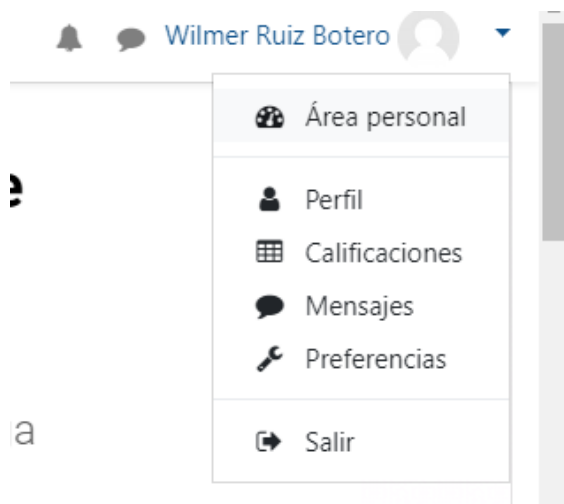 Wilmer Ruiz Botero
Área personal
e
Perfil
Calificaciones
Mensajes
Preferencias
a
Salir